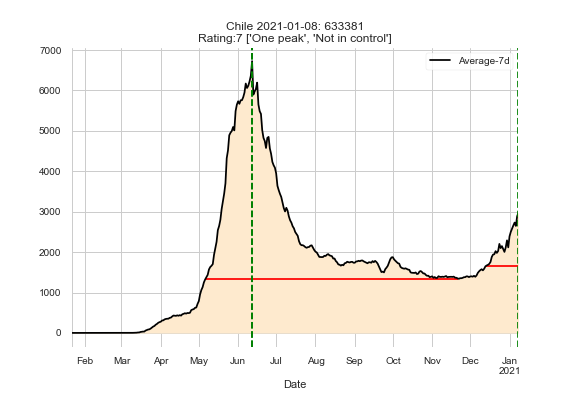 Chile 2021-01-08: 633381
Rating:7 ['One peak', 'Not in control']
Average-7d
7000
6000
5000
4000
3000
2000
1000
0
Feb Mar Apr May Jun Jul Aug Sep Oct Nov Dec Jan
2021
Date